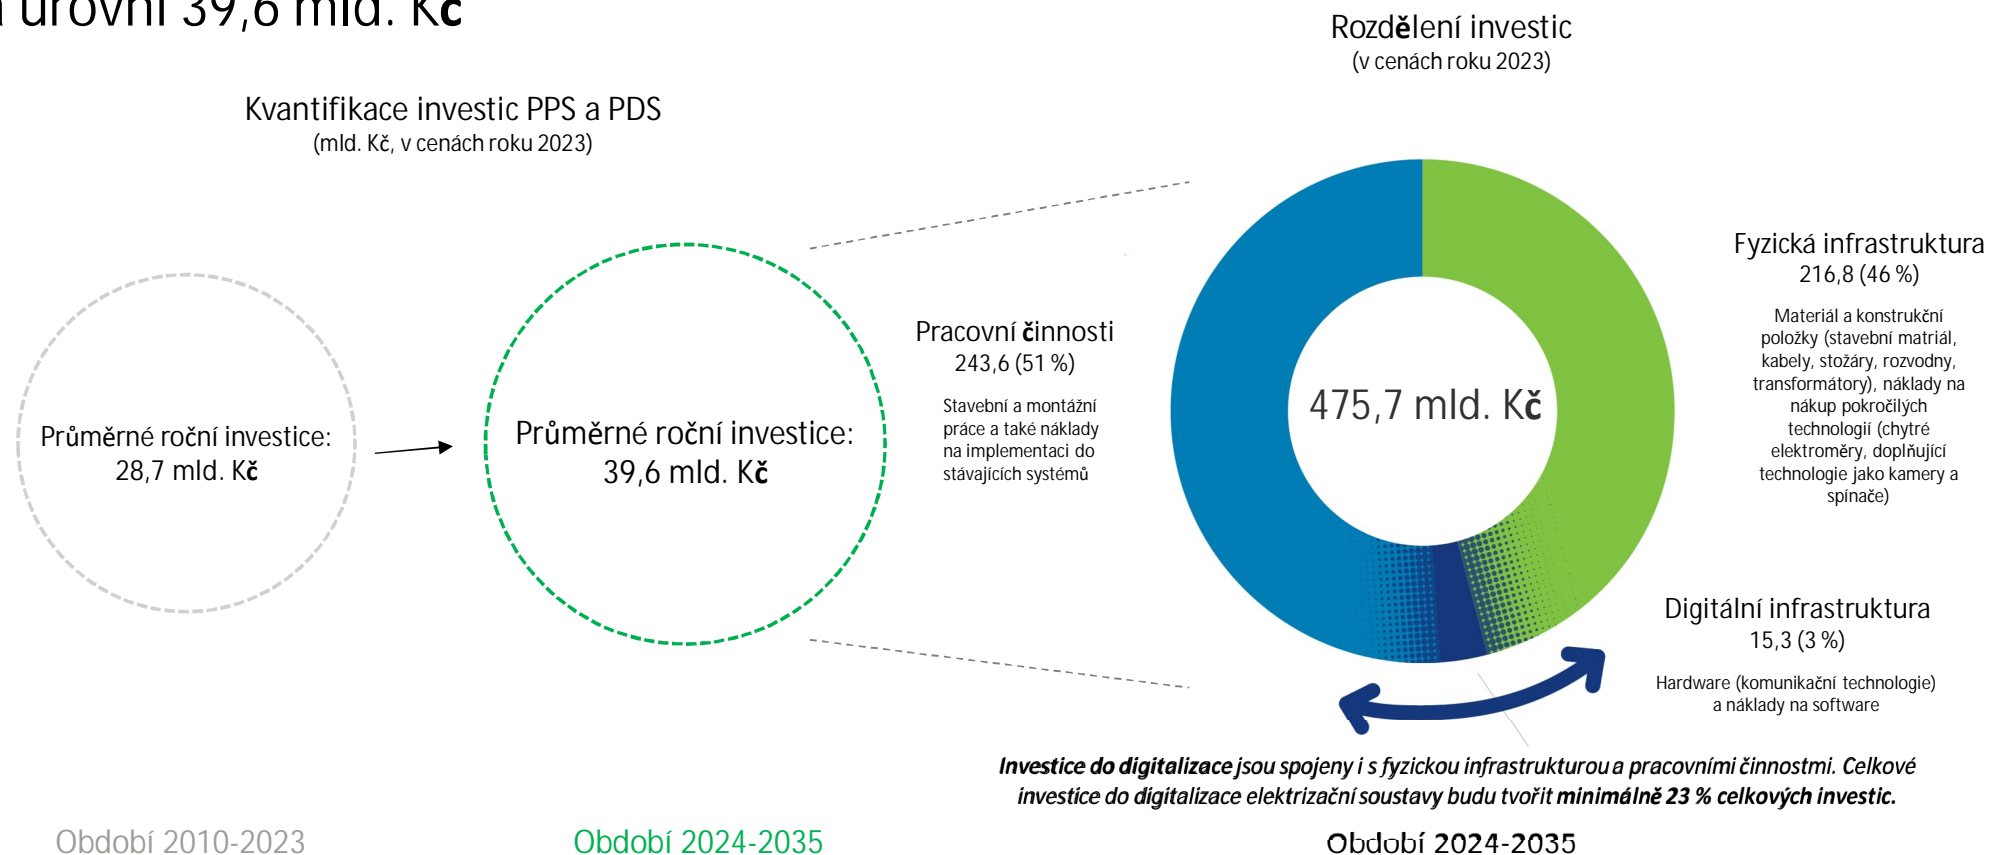 úrovni 39,6 mld. Kč
Kvantifikace investic PPS a PDS
(mld. Kč, v cenách roku 2023)
Průměrné roční investice:
28,7 mld. Kč
Období 2010-2023
Průměrné roční investice:
39,6 mld. Kč
Období 2024-2035
Rozdělení investic
(v cenách roku 2023)
Pracovní činnosti
243,6 (51 %)
Stavební a montážní
práce a také náklady
na implementaci do
stávajících systémů
475,7 mld. Kč
Fyzická infrastruktura
216,8 (46 %)
Materiál a konstrukční
položky (stavební matriál,
kabely, stožáry, rozvodny,
transformátory), náklady na
nákup pokročilých
technologií (chytré
elektroměry, doplňující
technologie jako kamery a
spínače)
Digitální infrastruktura
15,3 (3 %)
Hardware (komunikační technologie)
a náklady na software
Investice do digitalizace jsou spojeny i s fyzickou infrastrukturou a pracovními činnostmi. Celkové
investice do digitalizace elektrizační soustavy budu tvořit minimálně 23 % celkových investic.
Období 2024-2035